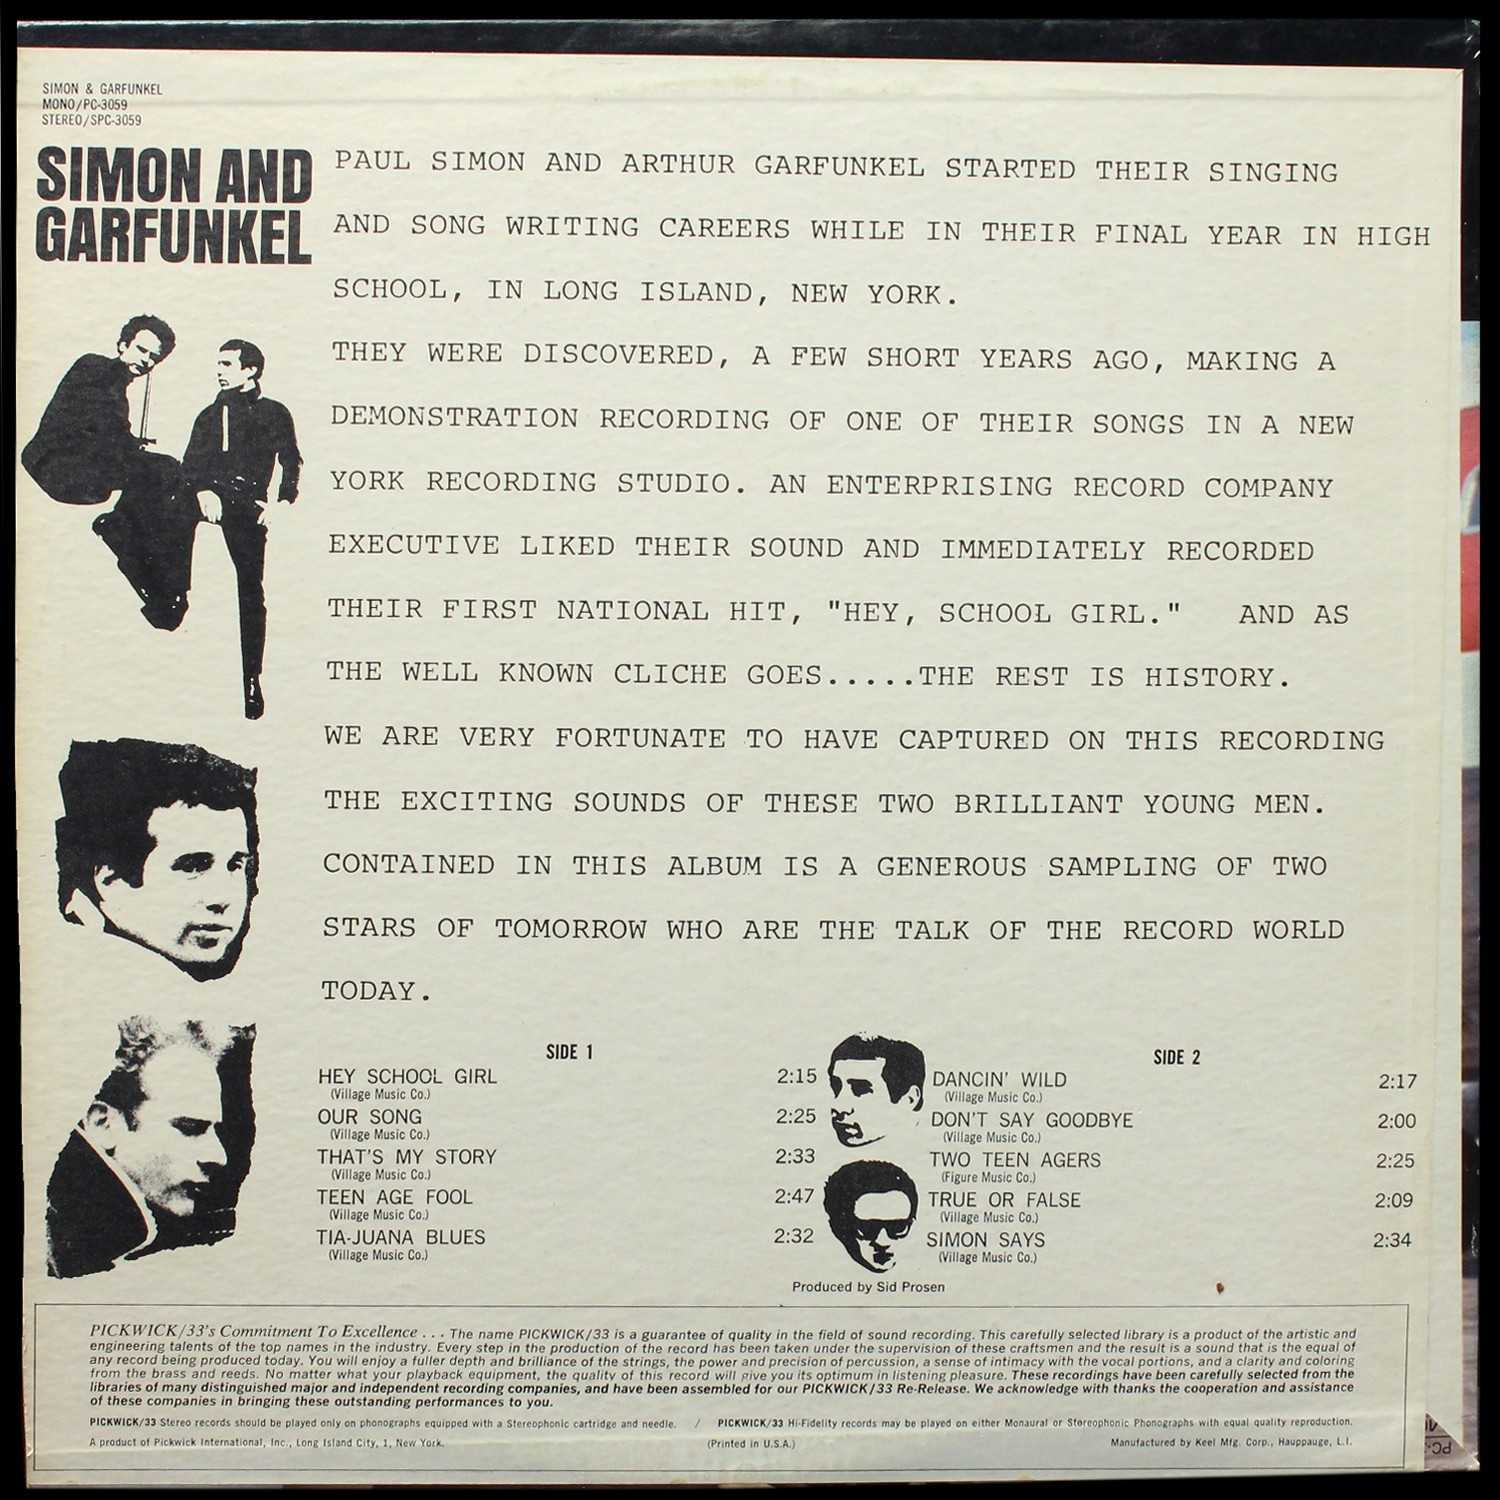 SIMON & GARFUNKEL
MONO/PC-3059
STEREO/SPC-3059
SIMON AND
GARFUNKEL
PAUL SIMON AND ARTHUR GARFUNKEL STARTED THEIR SINGING
AND SONG WRITING CAREERS WHILE IN THEIR FINAL YEAR IN HIGH
SCHOOL, IN LONG ISLAND, NEW YORK.
THEY WERE DISCOVERED, A FEW SHORT YEARS AGO, MAKING A
DEMONSTRATION RECORDING OF ONE OF THEIR SONGS IN A NEW
YORK RECORDING STUDIO. AN ENTERPRISING RECORD COMPANY
EXECUTIVE LIKED THEIR SOUND AND IMMEDIATELY RECORDED
THEIR FIRST NATIONAL HIT, "HEY, SCHOOL GIRL." AND AS
THE WELL KNOWN CLICHE GOES.....THE REST IS HISTORY.
WE ARE VERY FORTUNATE TO HAVE CAPTURED ON THIS RECORDING
THE EXCITING SOUNDS OF THESE TWO BRILLIANT YOUNG MEN.
CONTAINED IN THIS ALBUM IS A GENEROUS SAMPLING OF TWO
STARS OF TOMORROW WHO ARE THE TALK OF THE RECORD WORLD
TODAY.
SIDE 1
HEY SCHOOL GIRL 2:15
(Village Music Co.)
OUR SONG 2:25
(Village Music Co.)
THAT'S MY STORY 2:33
(Village Music Co.)
TEEN AGE FOOL 2:47
(Village Music Co.)
TIA-JUANA BLUES 2:32
(Village Music Co.)
SIDE 2
DANCIN' WILD 2:17
(Village Music Co.)
DON'T SAY GOODBYE 2:00
(Village Music Co.)
TWO TEEN AGERS 2:25
(Figure Music Co.)
TRUE OR FALSE 2:09
(Village Music Co.)
SIMON SAYS 2:34
(Village Music Co.)
Produced by Sid Prosen
PICKWICK/33's Commitment To Excellence . . . The name PICKWICK/33 is a guarantee of quality in the field of sound recording. This carefully selected library is a product of the artistic and
engineering talents of the top names in the industry. Every step in the production of the record has been taken under the supervision of these craftsmen and the result is a sound that is the equal of
any record being produced today. You will enjoy a fuller depth and brilliance of the strings, the power and precision of percussion, a sense of intimacy with the vocal portions, and a clarity and coloring
from the brass and reeds. No matter what your playback equipment, the quality of this record will give you its optimum in listening pleasure. These recordings have been carefully selected from the
libraries of many distinguished major and independent recording companies, and have been assembled for our PICKWICK/33 Re-Release. We acknowledge with thanks the cooperation and assistance
of these companies in bringing these outstanding performances to you.
PICKWICK/33 Stereo records should be played only on phonographs equipped with a Stereophonic cartridge and needle. / PICKWICK/33 Hi-Fidelity records may be played on either Monaural or Stereophonic Phonographs with equal quality reproduction.
A product of Pickwick International, Inc., Long Island City, 1, New York. (Printed in U.S.A.) Manufactured by Keel Mfg. Corp., Hauppauge, L.I.